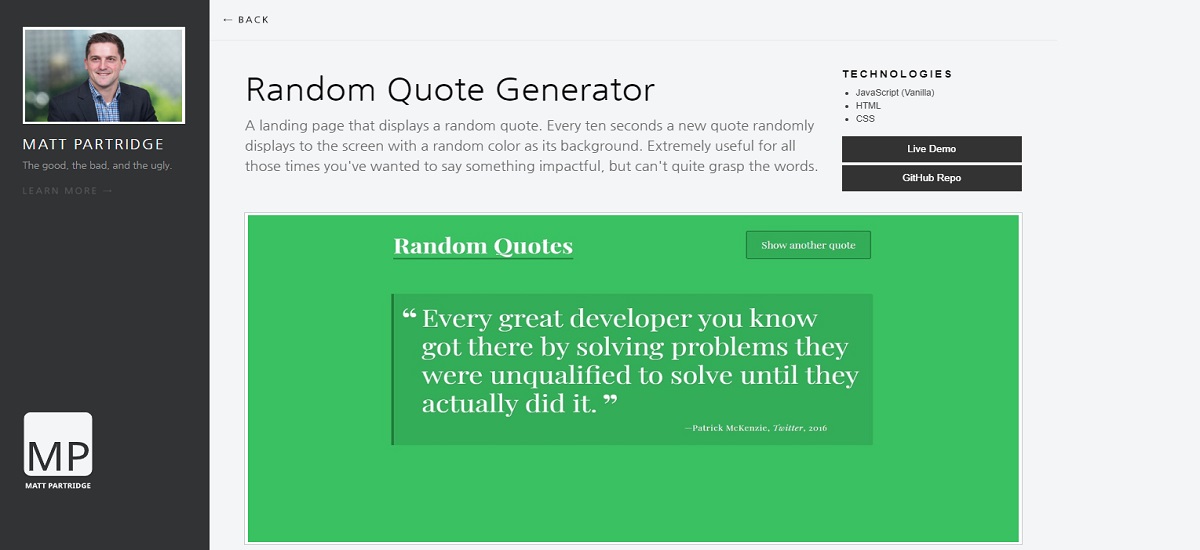 ← BACK
MATT PARTRIDGE
The good, the bad, and the ugly.
LEARN MORE →
MP
MATT PARTRIDGE
Random Quote Generator
A landing page that displays a random quote. Every ten seconds a new quote randomly
displays to the screen with a random color as its background. Extremely useful for all
those times you've wanted to say something impactful, but can't quite grasp the words.
TECHNOLOGIES
JavaScript (Vanilla)
HTML
CSS
Live Demo
GitHub Repo
Random Quotes
Show another quote
“ Every great developer you know
got there by solving problems they
were unqualified to solve until they
actually did it. ”
—Patrick McKenzie, Twitter, 2016